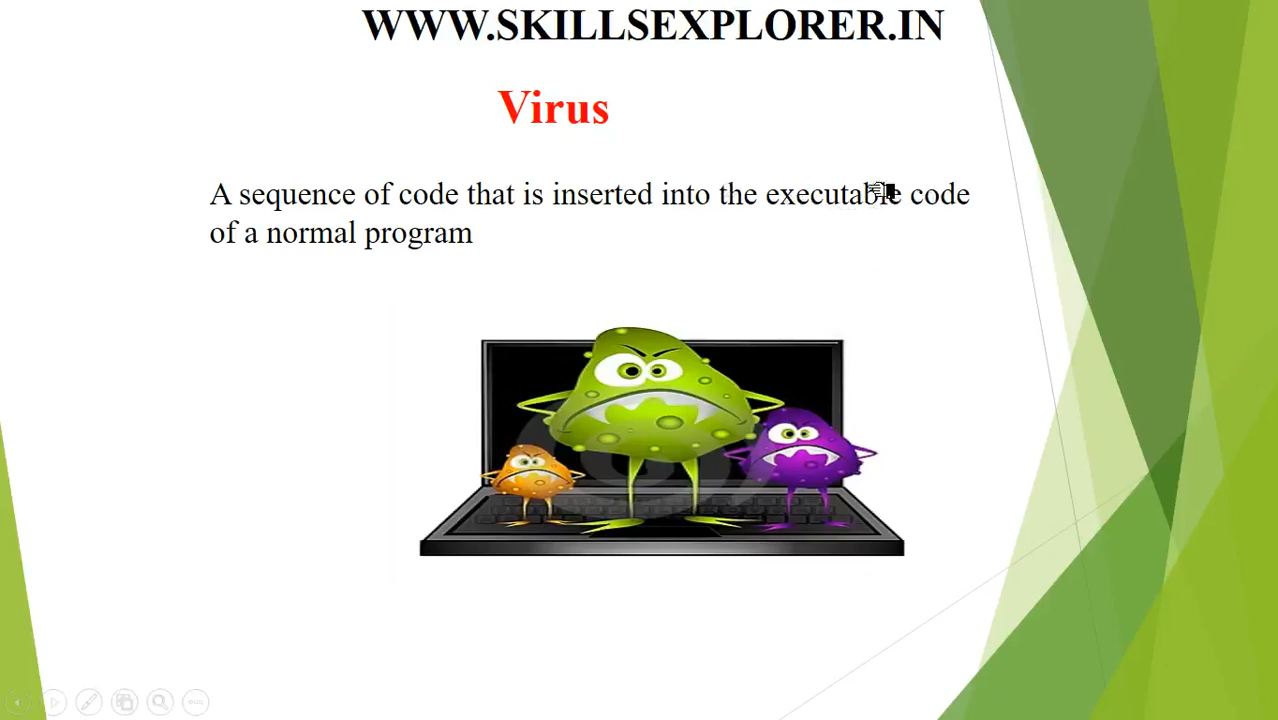 WWW.SKILLSEXPLORER.IN
Virus
A sequence of code that is inserted into the executable code
of a normal program